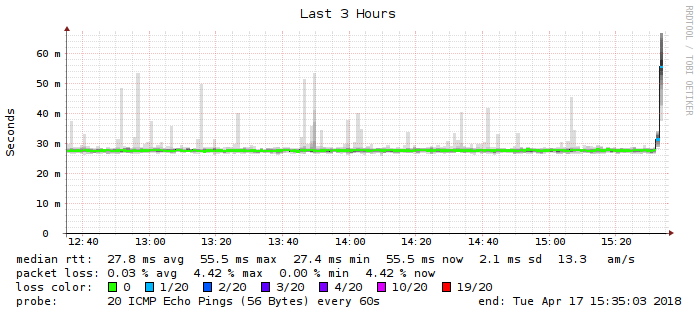 Last 3 Hours
RRDTOOL / TOBI OETIKER
Seconds
60 m
50 m
40 m
30 m
20 m
10 m
0
12:40 13:00 13:20 13:40 14:00 14:20 14:40 15:00 15:20
median rtt: 27.8 ms avg 55.5 ms max 27.4 ms min 55.5 ms now 2.1 ms sd 13.3 am/s
packet loss: 0.03 % avg 4.42 % max 0.00 % min 4.42 % now
loss color: 0 1/20 2/20 3/20 4/20 10/20 19/20
probe: 20 ICMP Echo Pings (56 Bytes) every 60s end: Tue Apr 17 15:35:03 2018